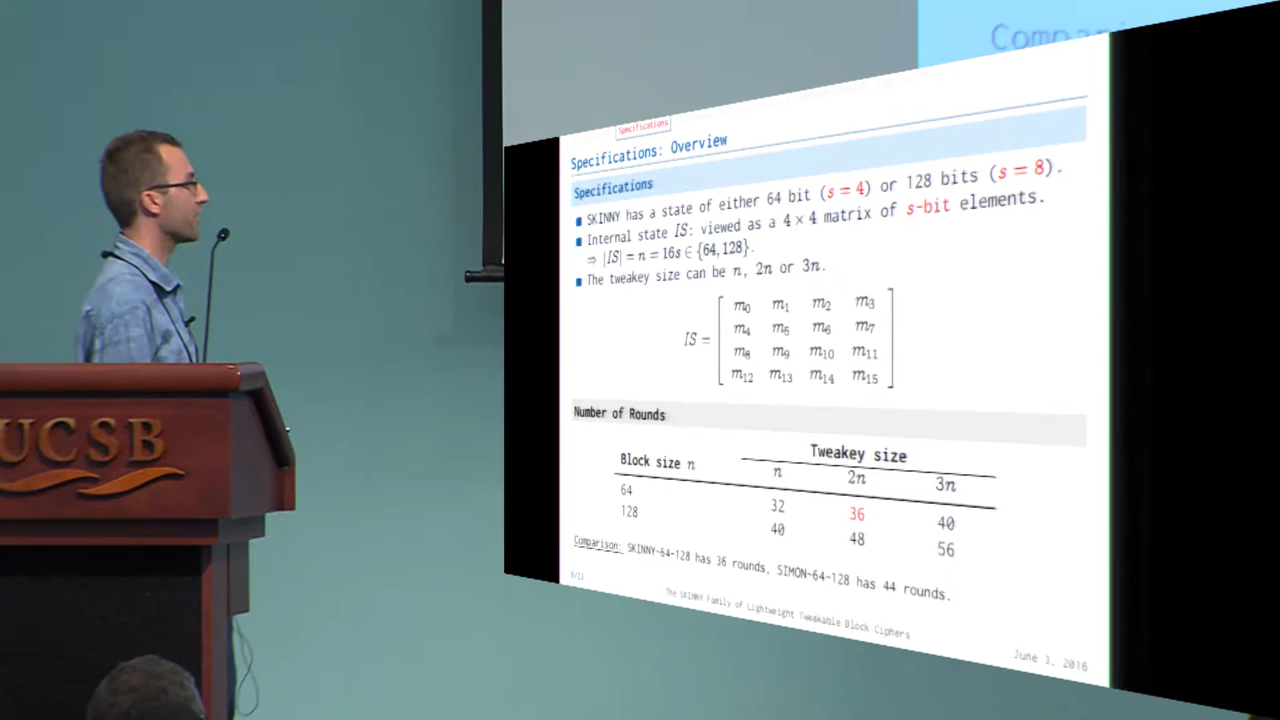 Compari
Specifications
Specifications: Overview
Specifications
■ SKINNY has a state of either 64 bit (s = 4) or 128 bits (s = 8).
■ Internal state IS: viewed as a 4 × 4 matrix of s-bit elements.
⇒ |IS| = n = 16s ∈ {64, 128}.
■ The tweakey size can be n, 2n or 3n.
m₀ m₁ m₂ m₃
m₄ m₅ m₆ m₇
IS =
m₈ m₉ m₁₀ m₁₁
m₁₂ m₁₃ m₁₄ m₁₅
Number of Rounds
Tweakey size
Block size n n 2n 3n
64 32 36 40
128 40 48 56
Comparison: SKINNY-64-128 has 36 rounds, SIMON-64-128 has 44 rounds.
The SKINNY Family of Lightweight Tweakable Block Ciphers
June 3, 2016
UCSB